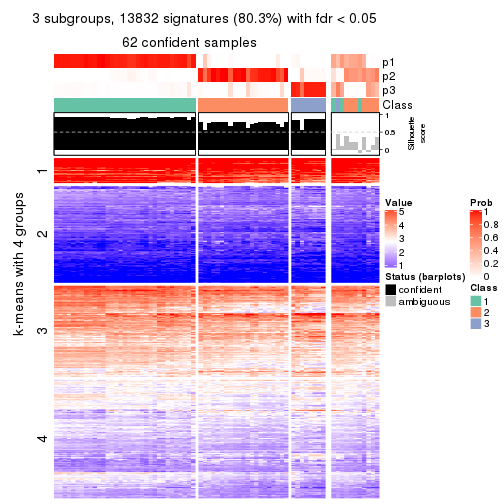 3 subgroups, 13832 signatures (80.3%) with fdr < 0.05
62 confident samples
p1
p2
p3
Class
1
0.5
0
Silhouette
score
k-means with 4 groups
1
2
3
4
Value
5
4
3
2
1
Status (barplots)
confident
ambiguous
Prob
1
0.8
0.6
0.4
0.2
0
Class
1
2
3